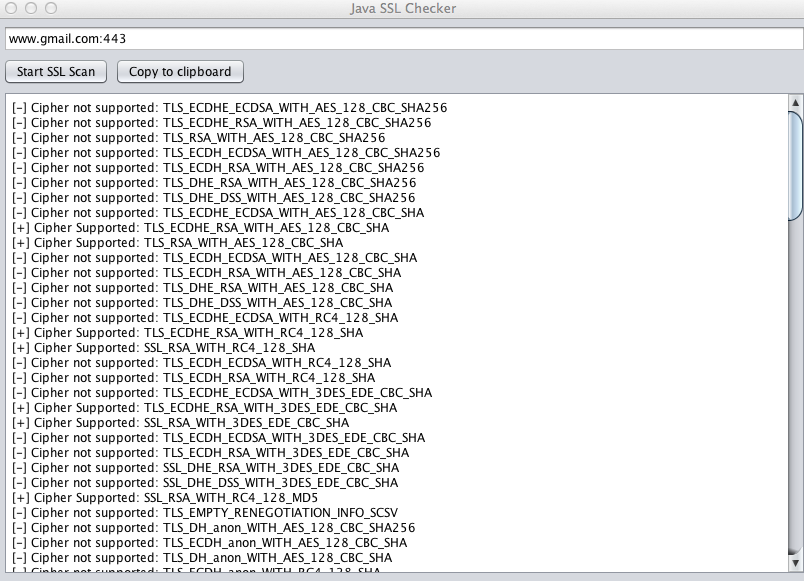 Java SSL Checker
www.gmail.com:443
Start SSL Scan Copy to clipboard
[-] Cipher not supported: TLS_ECDHE_ECDSA_WITH_AES_128_CBC_SHA256
[-] Cipher not supported: TLS_ECDHE_RSA_WITH_AES_128_CBC_SHA256
[-] Cipher not supported: TLS_RSA_WITH_AES_128_CBC_SHA256
[-] Cipher not supported: TLS_ECDH_ECDSA_WITH_AES_128_CBC_SHA256
[-] Cipher not supported: TLS_ECDH_RSA_WITH_AES_128_CBC_SHA256
[-] Cipher not supported: TLS_DHE_RSA_WITH_AES_128_CBC_SHA256
[-] Cipher not supported: TLS_DHE_DSS_WITH_AES_128_CBC_SHA256
[-] Cipher not supported: TLS_ECDHE_ECDSA_WITH_AES_128_CBC_SHA
[+] Cipher Supported: TLS_ECDHE_RSA_WITH_AES_128_CBC_SHA
[+] Cipher Supported: TLS_RSA_WITH_AES_128_CBC_SHA
[-] Cipher not supported: TLS_ECDH_ECDSA_WITH_AES_128_CBC_SHA
[-] Cipher not supported: TLS_ECDH_RSA_WITH_AES_128_CBC_SHA
[-] Cipher not supported: TLS_DHE_RSA_WITH_AES_128_CBC_SHA
[-] Cipher not supported: TLS_DHE_DSS_WITH_AES_128_CBC_SHA
[-] Cipher not supported: TLS_ECDHE_ECDSA_WITH_RC4_128_SHA
[+] Cipher Supported: TLS_ECDHE_RSA_WITH_RC4_128_SHA
[+] Cipher Supported: SSL_RSA_WITH_RC4_128_SHA
[-] Cipher not supported: TLS_ECDH_ECDSA_WITH_RC4_128_SHA
[-] Cipher not supported: TLS_ECDH_RSA_WITH_RC4_128_SHA
[-] Cipher not supported: TLS_ECDHE_ECDSA_WITH_3DES_EDE_CBC_SHA
[+] Cipher Supported: TLS_ECDHE_RSA_WITH_3DES_EDE_CBC_SHA
[+] Cipher Supported: SSL_RSA_WITH_3DES_EDE_CBC_SHA
[-] Cipher not supported: TLS_ECDH_ECDSA_WITH_3DES_EDE_CBC_SHA
[-] Cipher not supported: TLS_ECDH_RSA_WITH_3DES_EDE_CBC_SHA
[-] Cipher not supported: SSL_DHE_RSA_WITH_3DES_EDE_CBC_SHA
[-] Cipher not supported: SSL_DHE_DSS_WITH_3DES_EDE_CBC_SHA
[+] Cipher Supported: SSL_RSA_WITH_RC4_128_MD5
[-] Cipher not supported: TLS_EMPTY_RENEGOTIATION_INFO_SCSV
[-] Cipher not supported: TLS_DH_anon_WITH_AES_128_CBC_SHA256
[-] Cipher not supported: TLS_ECDH_anon_WITH_AES_128_CBC_SHA
[-] Cipher not supported: TLS_DH_anon_WITH_AES_128_CBC_SHA
[-] Cipher not supported: TLS_ECDH_anon_WITH_RC4_128_SHA